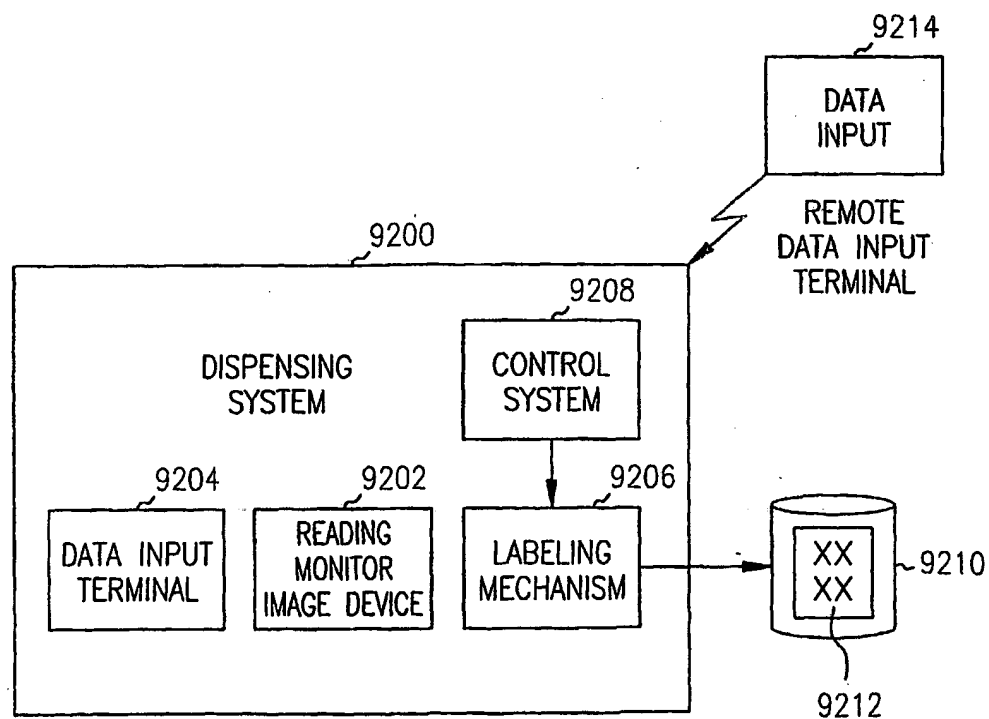 9214
DATA
INPUT
REMOTE
DATA INPUT
TERMINAL
9200
DISPENSING
SYSTEM
9208
CONTROL
SYSTEM
9204
DATA INPUT
TERMINAL
9202
READING
MONITOR
IMAGE DEVICE
9206
LABELING
MECHANISM
XX
XX
9210
9212